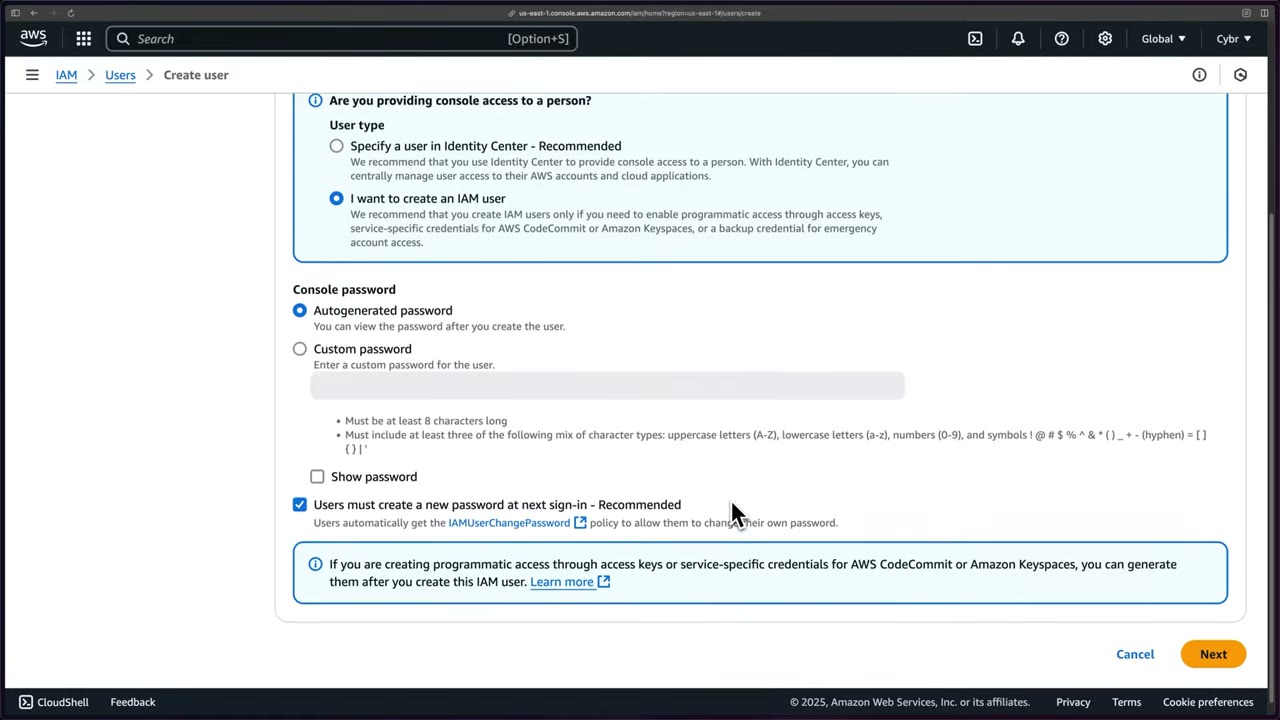 us-east-1.console.aws.amazon.com/iam/home?region=us-east-1#/users/create
aws
Search
[Option+S]
Global
Cybr
IAM
Users
Create user
Are you providing console access to a person?
User type
Specify a user in Identity Center - Recommended
We recommend that you use Identity Center to provide console access to a person. With Identity Center, you can
centrally manage user access to their AWS accounts and cloud applications.
I want to create an IAM user
We recommend that you create IAM users only if you need to enable programmatic access through access keys,
service-specific credentials for AWS CodeCommit or Amazon Keyspaces, or a backup credential for emergency
account access.
Console password
Autogenerated password
You can view the password after you create the user.
Custom password
Enter a custom password for the user.
• Must be at least 8 characters long
• Must include at least three of the following mix of character types: uppercase letters (A-Z), lowercase letters (a-z), numbers (0-9), and symbols ! @ # $ % ^ & * ( ) _ + - (hyphen) = [ ]
{ } | '
Show password
Users must create a new password at next sign-in - Recommended
Users automatically get the IAMUserChangePassword policy to allow them to change their own password.
If you are creating programmatic access through access keys or service-specific credentials for AWS CodeCommit or Amazon Keyspaces, you can generate
them after you create this IAM user. Learn more
Cancel
Next
CloudShell
Feedback
© 2025, Amazon Web Services, Inc. or its affiliates.
Privacy
Terms
Cookie preferences